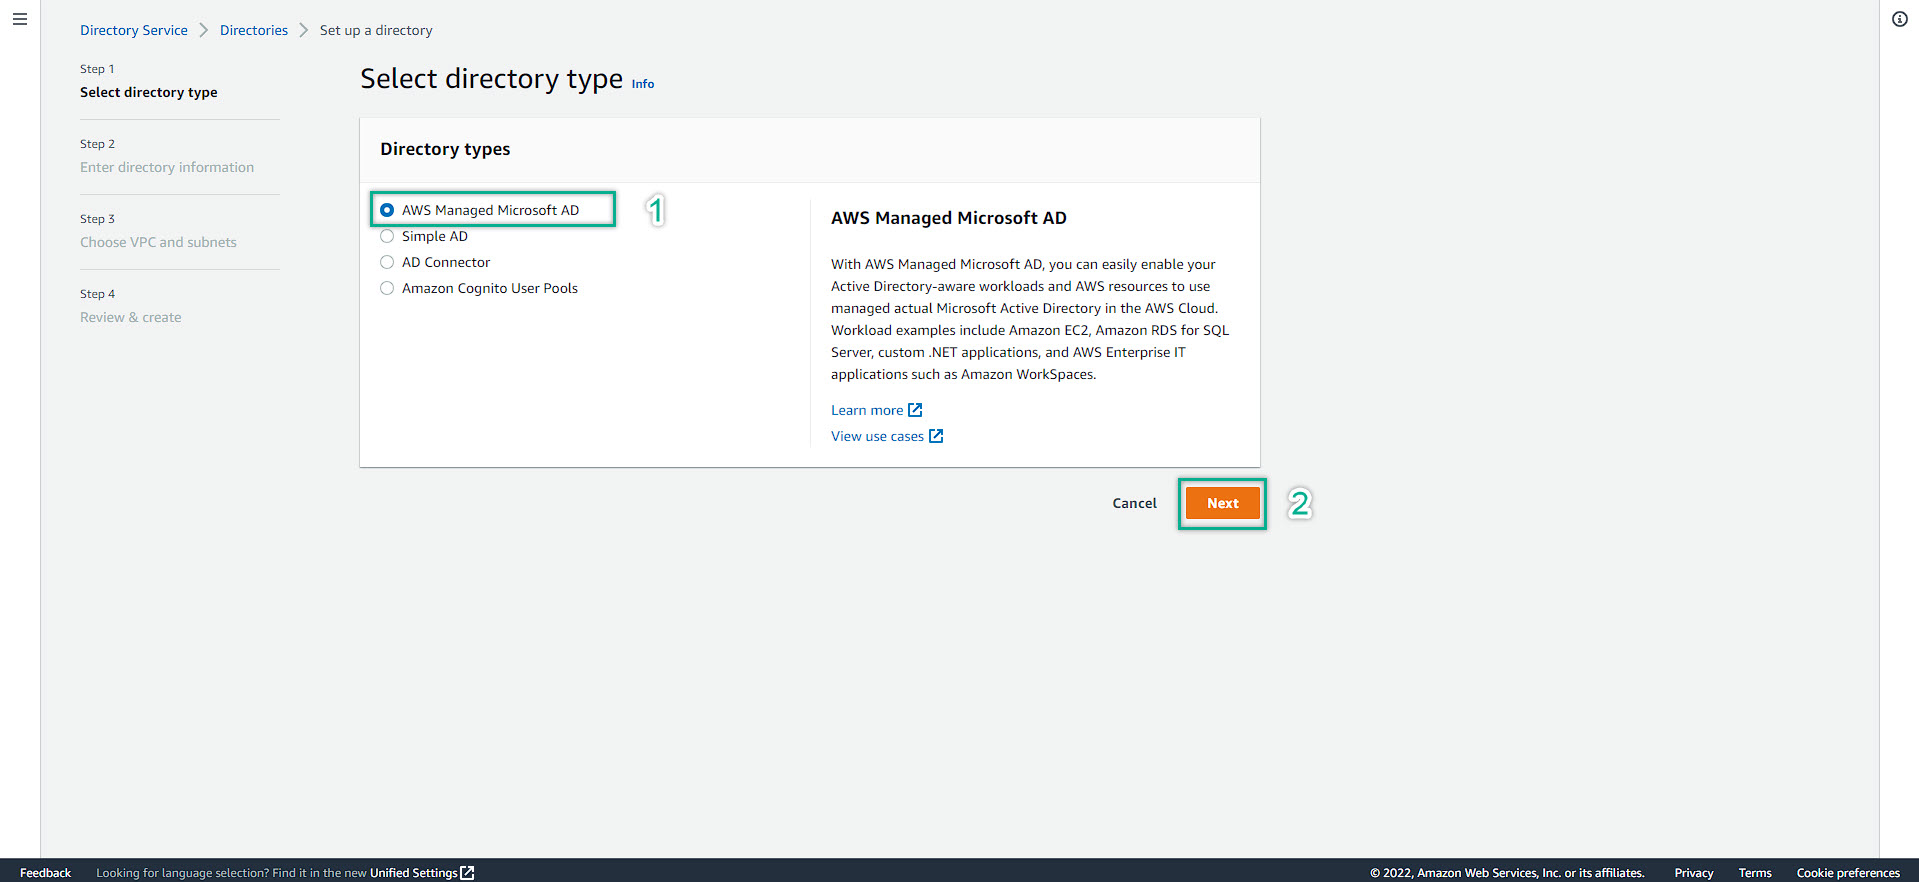 Directory Service > Directories > Set up a directory
Step 1
Select directory type
Step 2
Enter directory information
Step 3
Choose VPC and subnets
Step 4
Review & create
Select directory type Info
Directory types
AWS Managed Microsoft AD
1
Simple AD
AD Connector
Amazon Cognito User Pools
AWS Managed Microsoft AD
With AWS Managed Microsoft AD, you can easily enable your
Active Directory-aware workloads and AWS resources to use
managed actual Microsoft Active Directory in the AWS Cloud.
Workload examples include Amazon EC2, Amazon RDS for SQL
Server, custom .NET applications, and AWS Enterprise IT
applications such as Amazon WorkSpaces.
Learn more
View use cases
Cancel
Next
2
Feedback
Looking for language selection? Find it in the new Unified Settings
© 2022, Amazon Web Services, Inc. or its affiliates.
Privacy
Terms
Cookie preferences